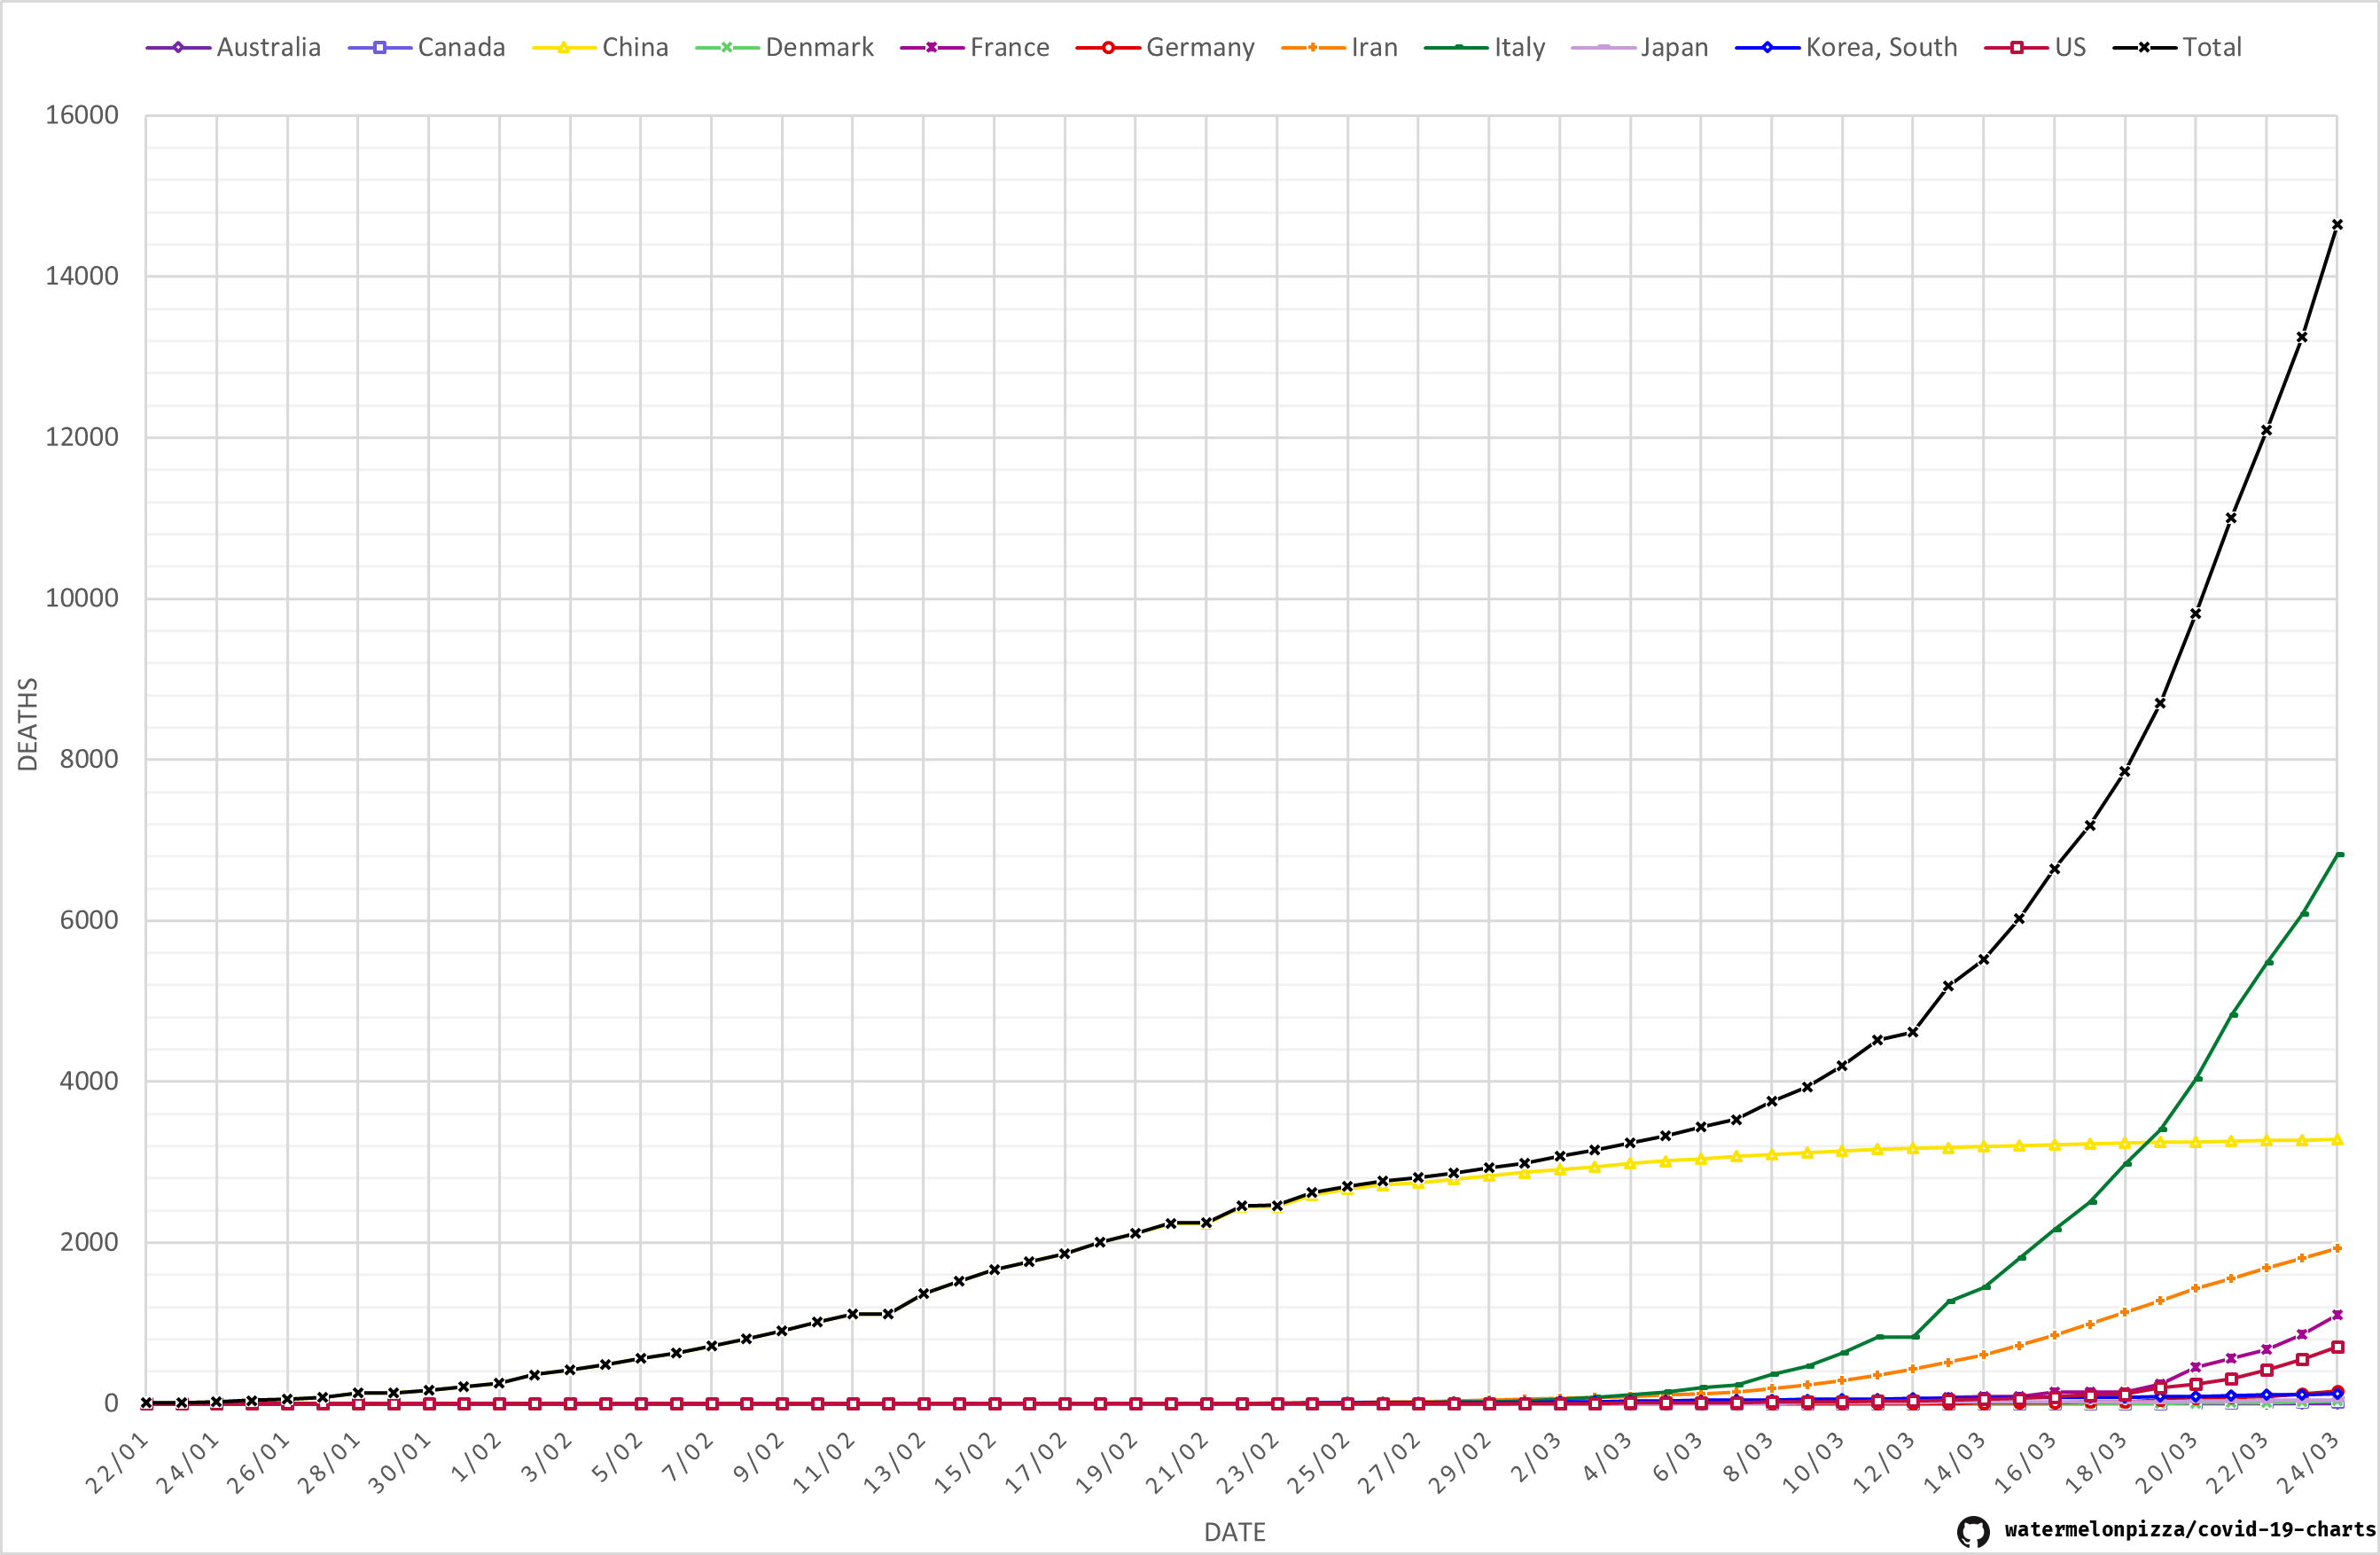 Australia Canada China Denmark France Germany Iran Italy Japan Korea, South US Total
16000
14000
12000
10000
8000
6000
4000
2000
0
DEATHS
22/01 24/01 26/01 28/01 30/01 1/02 3/02 5/02 7/02 9/02 11/02 13/02 15/02 17/02 19/02 21/02 23/02 25/02 27/02 29/02 2/03 4/03 6/03 8/03 10/03 12/03 14/03 16/03 18/03 20/03 22/03 24/03
DATE
watermelonpizza/covid-19-charts